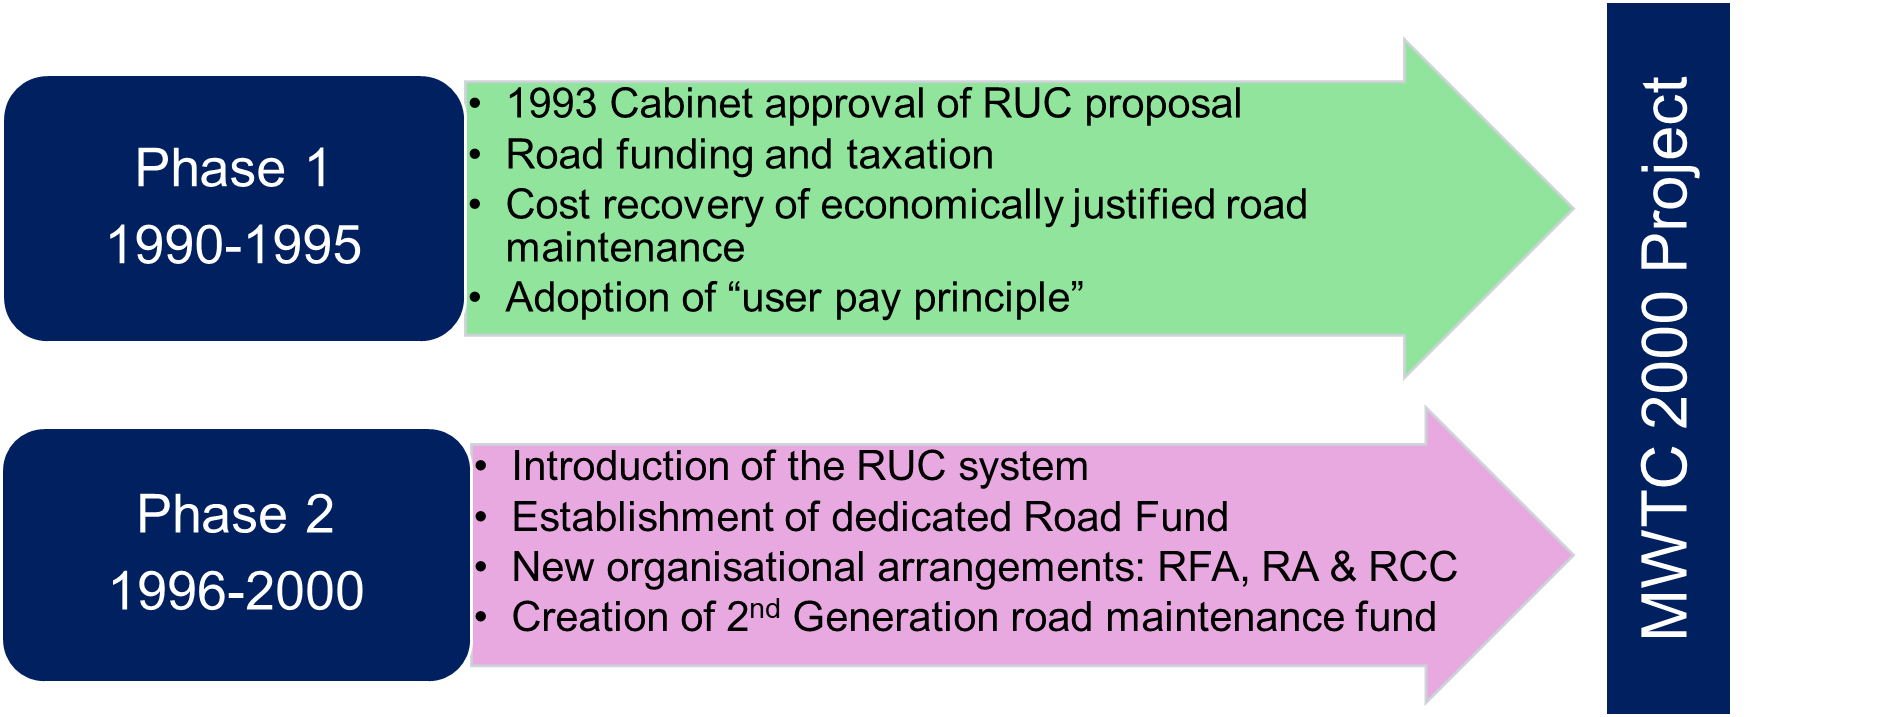 Phase 1
1990-1995
• 1993 Cabinet approval of RUC proposal
• Road funding and taxation
• Cost recovery of economically justified road
maintenance
• Adoption of “user pay principle”
Phase 2
1996-2000
• Introduction of the RUC system
• Establishment of dedicated Road Fund
• New organisational arrangements: RFA, RA & RCC
• Creation of 2nd Generation road maintenance fund
MWTC 2000 Project